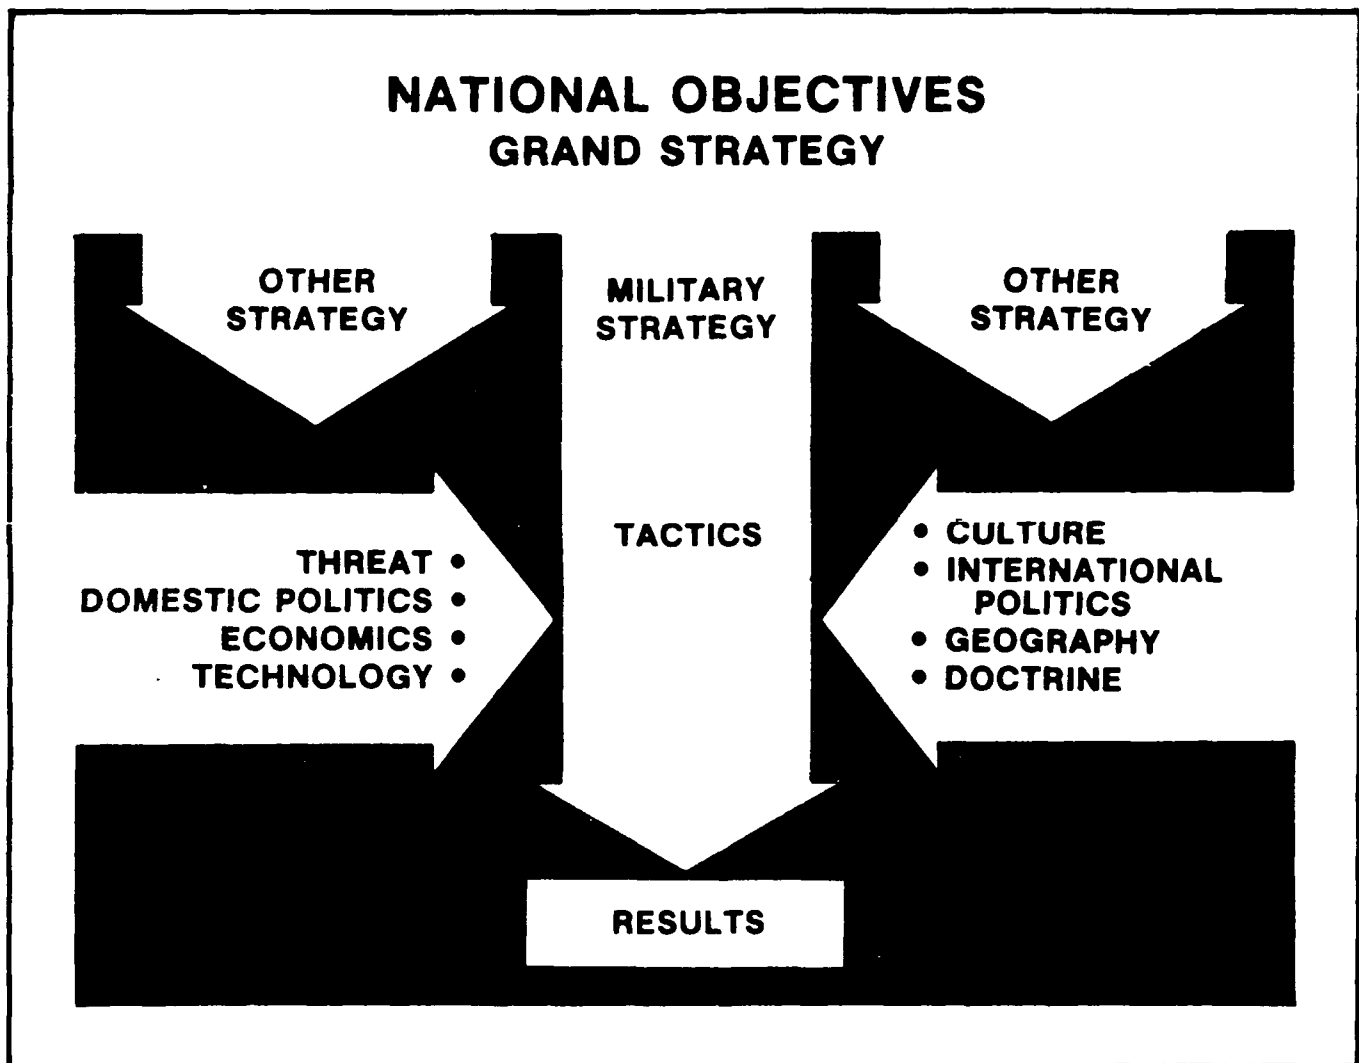 NATIONAL OBJECTIVES
GRAND STRATEGY
OTHER
STRATEGY
MILITARY
STRATEGY
OTHER
STRATEGY
TACTICS
THREAT •
DOMESTIC POLITICS •
ECONOMICS •
TECHNOLOGY •
• CULTURE
• INTERNATIONAL
POLITICS
• GEOGRAPHY
• DOCTRINE
RESULTS